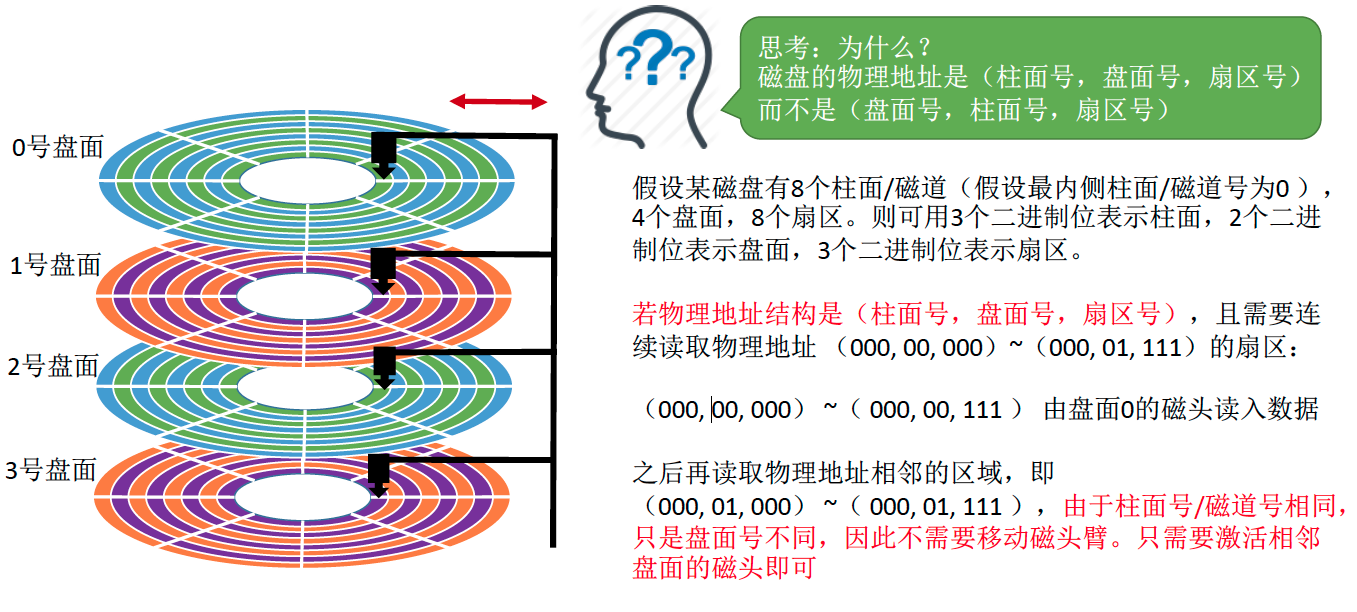 思考：为什么？
磁盘的物理地址是（柱面号，盘面号，扇区号）
而不是（盘面号，柱面号，扇区号）
???
0号盘面
1号盘面
2号盘面
3号盘面
假设某磁盘有8个柱面/磁道（假设最内侧柱面/磁道号为0 ），
4个盘面，8个扇区。则可用3个二进制位表示柱面，2个二进
制位表示盘面，3个二进制位表示扇区。
若物理地址结构是（柱面号，盘面号，扇区号），且需要连
续读取物理地址 （000, 00, 000）~（000, 01, 111）的扇区：
（000, 00, 000） ~（ 000, 00, 111 ） 由盘面0的磁头读入数据
之后再读取物理地址相邻的区域，即
（000, 01, 000） ~（ 000, 01, 111 ），由于柱面号/磁道号相同，
只是盘面号不同，因此不需要移动磁头臂。只需要激活相邻
盘面的磁头即可